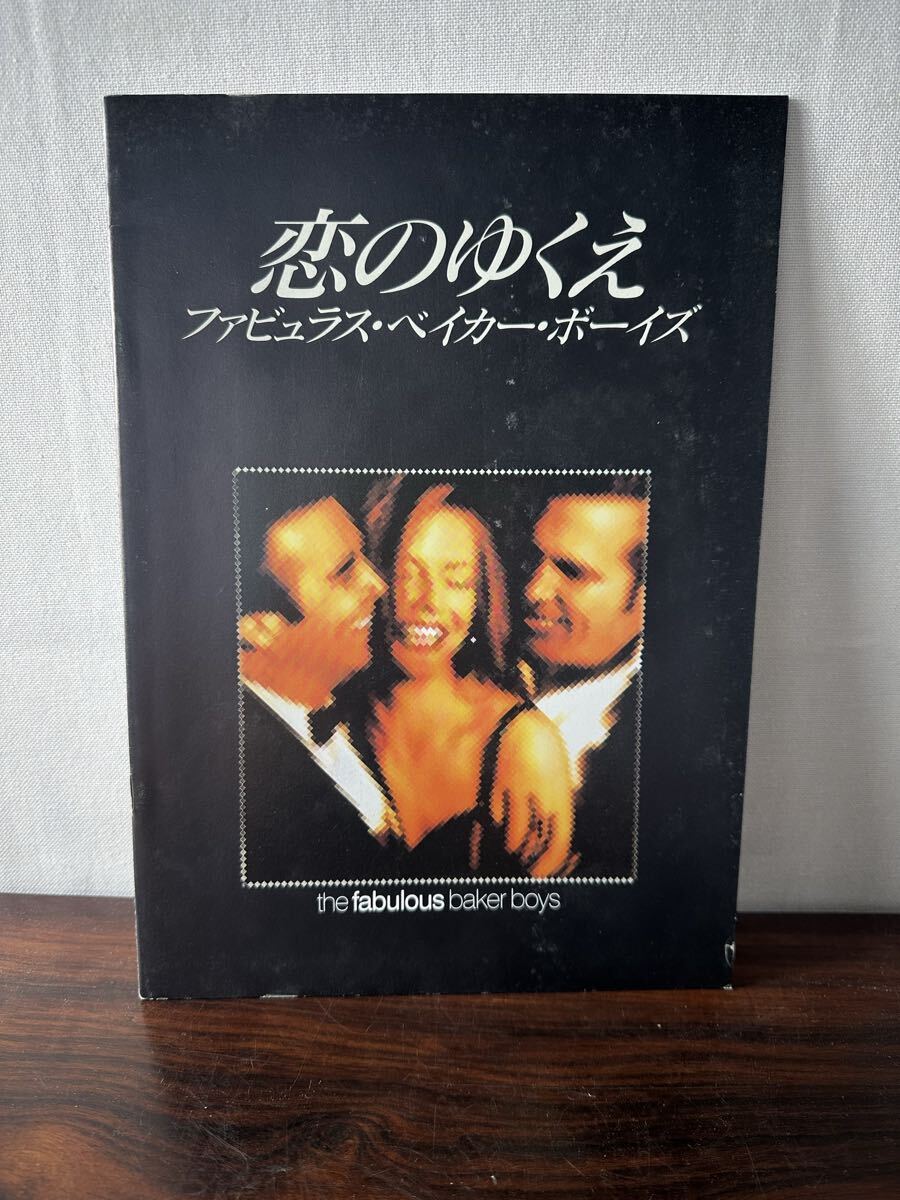 恋のゆくえ
ファビュラス・ベイカー・ボーイズ
the fabulous baker boys